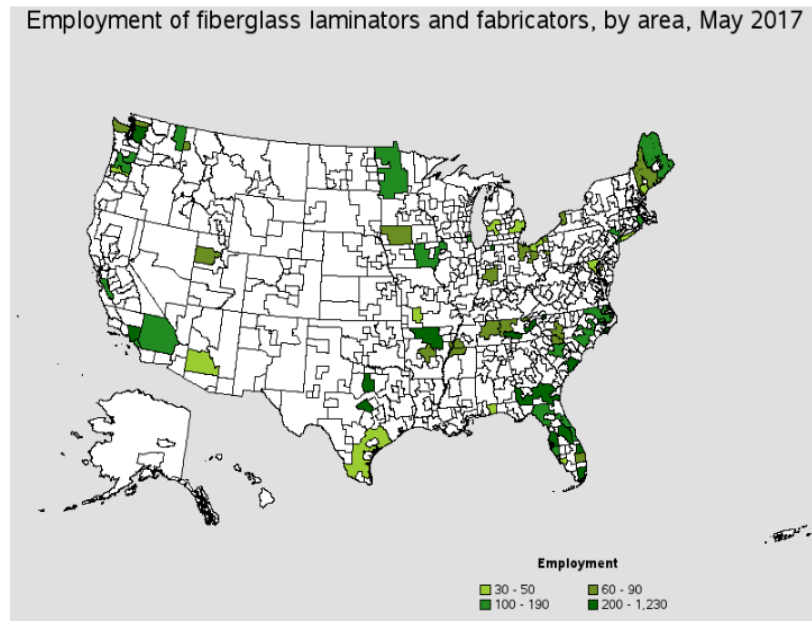 Employment of fiberglass laminators and fabricators, by area, May 2017
Employment
30 - 50
60 - 90
100 - 190
200 - 1,230